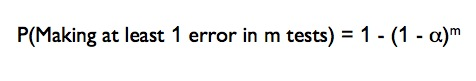 P(Making at least 1 error in m tests) = 1 - (1 - α)ᵐ